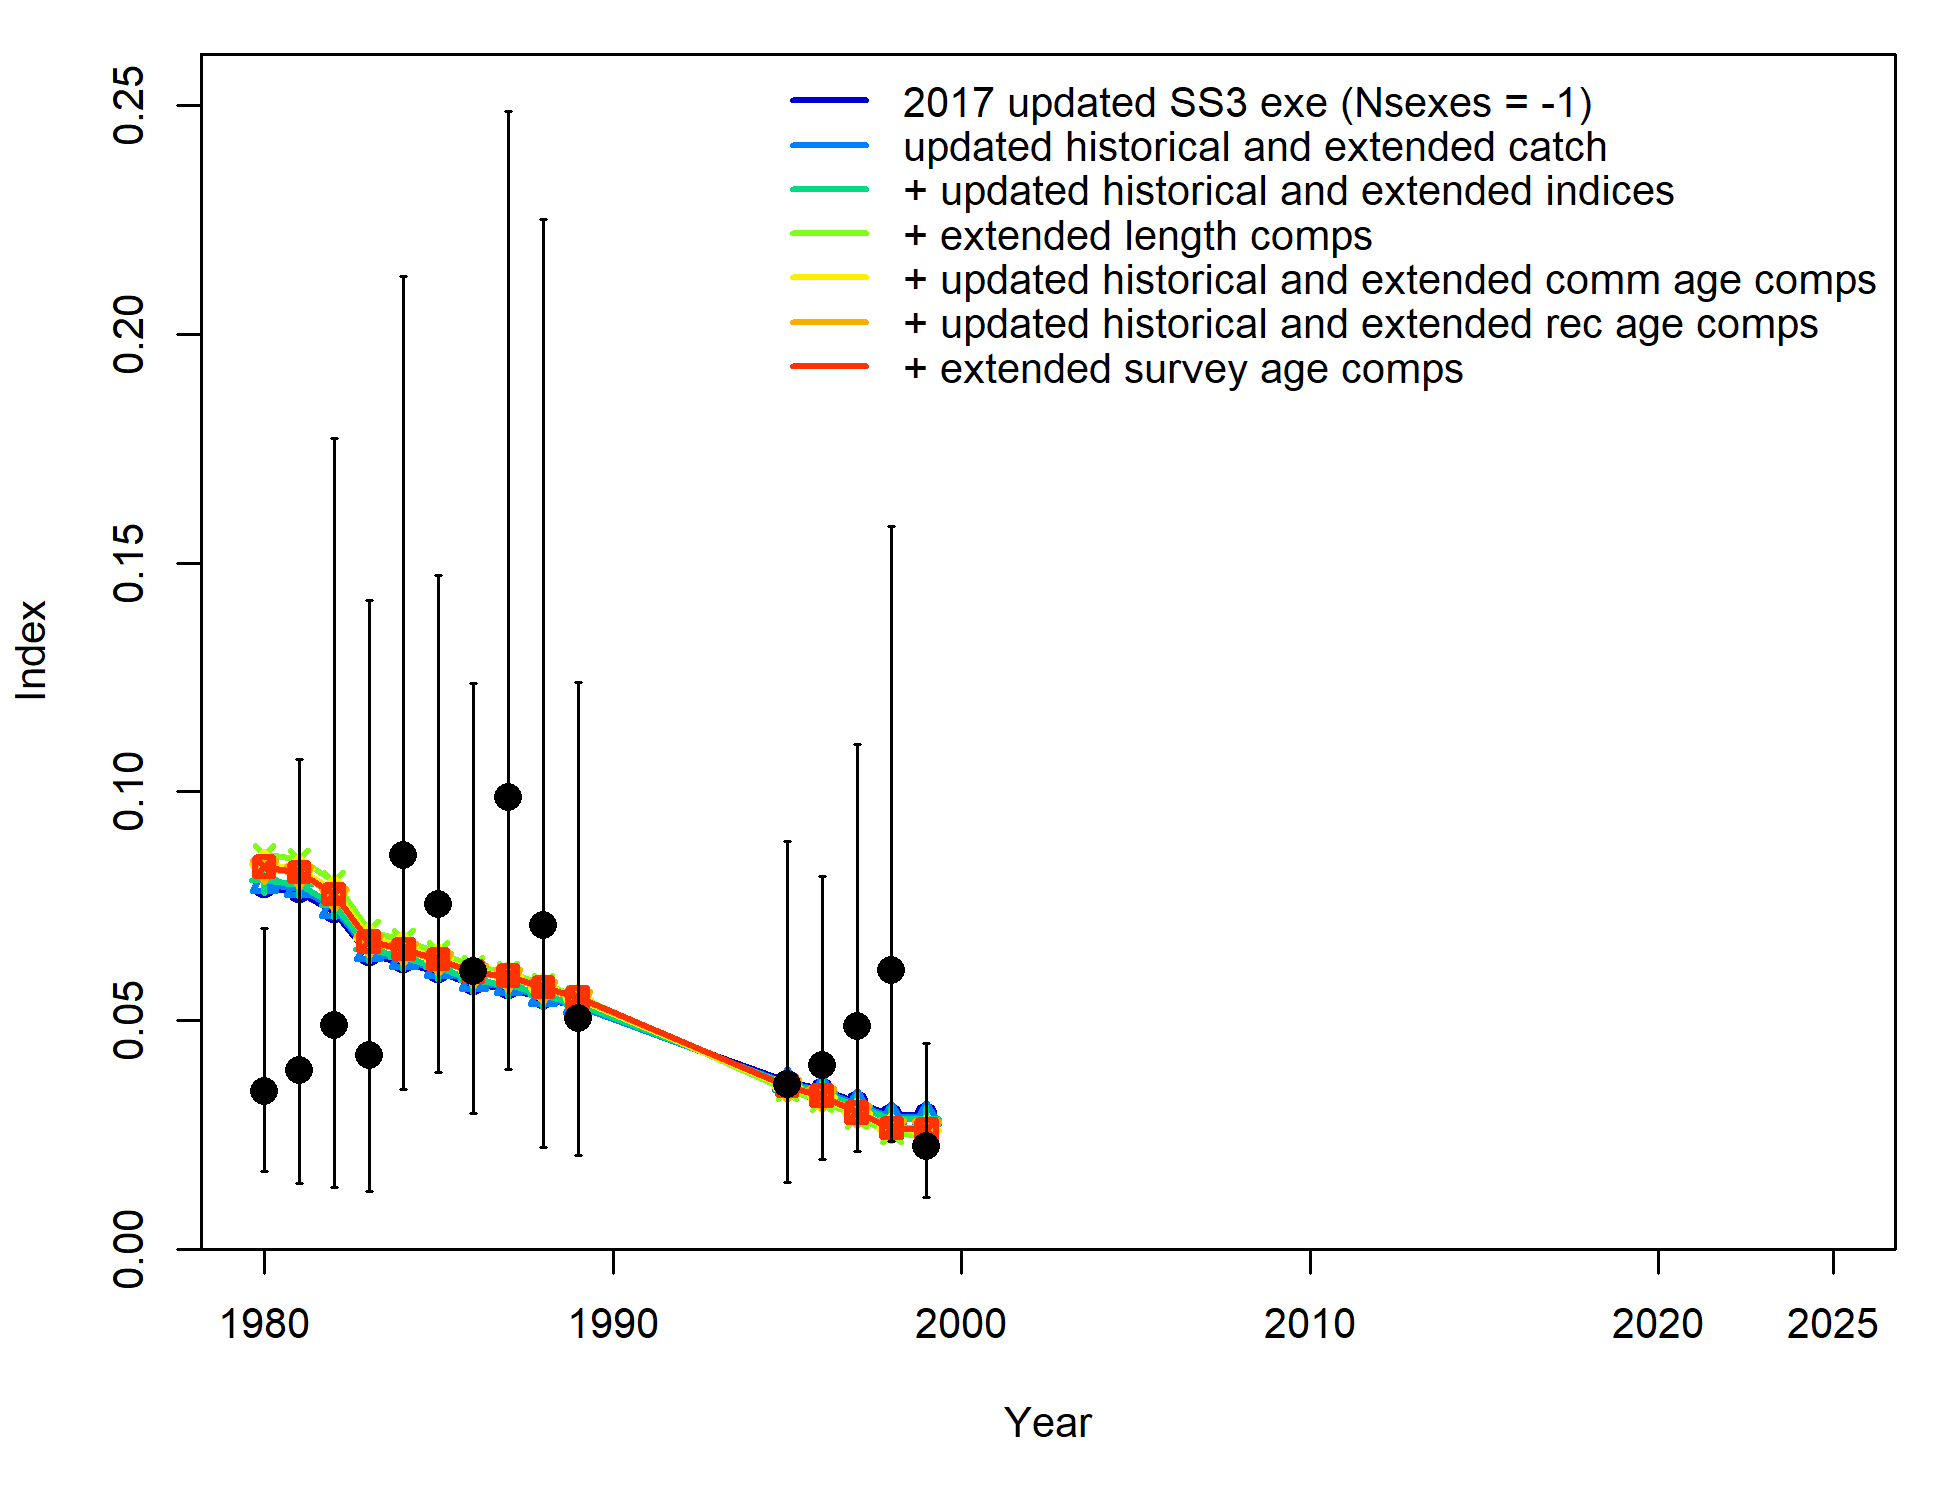 2017 updated SS3 exe (Nsexes = -1)
updated historical and extended catch
+ updated historical and extended indices
+ extended length comps
+ updated historical and extended comm age comps
+ updated historical and extended rec age comps
+ extended survey age comps
0.25
0.20
0.15
0.10
0.05
0.00
Index
1980 1990 2000 2010 2020 2025
Year